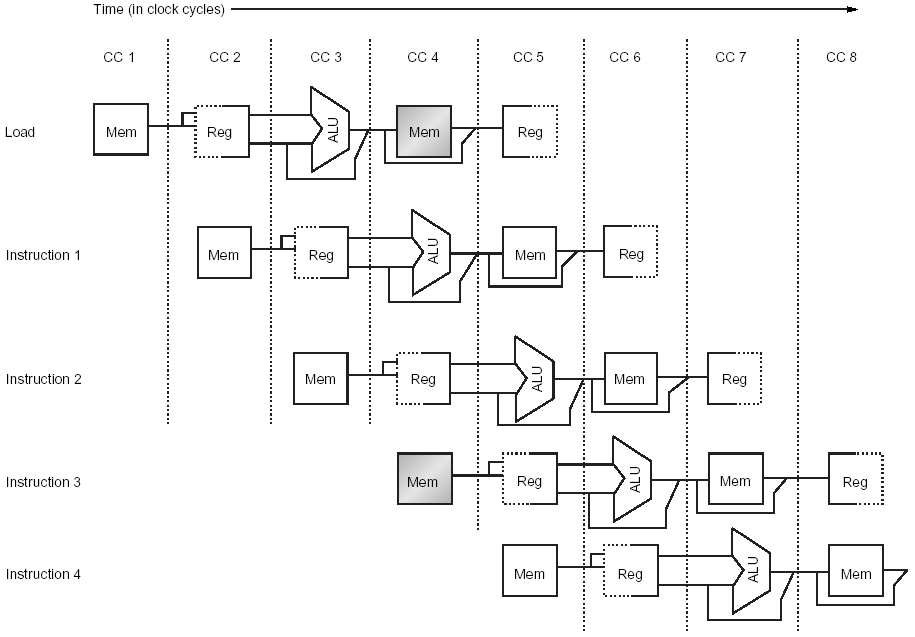 Time (in clock cycles)
CC 1 CC 2 CC 3 CC 4 CC 5 CC 6 CC 7 CC 8
Load Mem Reg ALU Mem Reg
Instruction 1 Mem Reg ALU Mem Reg
Instruction 2 Mem Reg ALU Mem Reg
Instruction 3 Mem Reg ALU Mem Reg
Instruction 4 Mem Reg ALU Mem